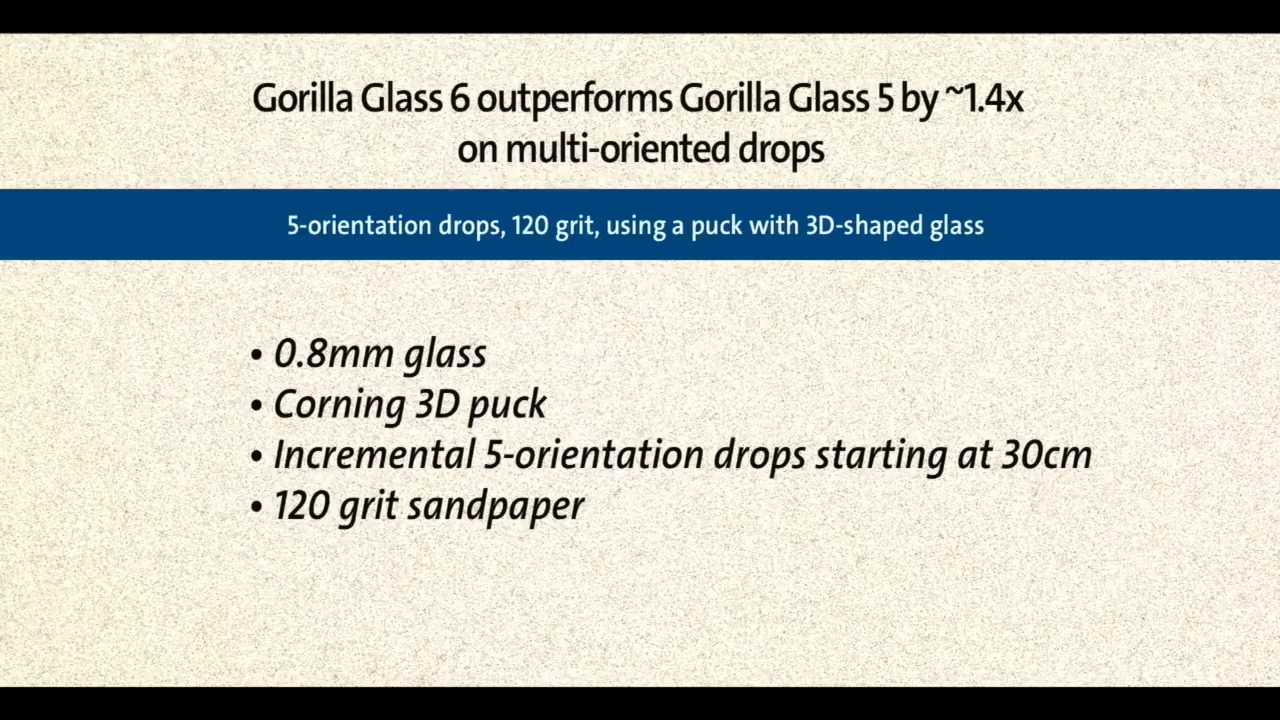 Gorilla Glass 6 outperforms Gorilla Glass 5 by ~1.4x
on multi-oriented drops
5-orientation drops, 120 grit, using a puck with 3D-shaped glass
• 0.8mm glass
• Corning 3D puck
• Incremental 5-orientation drops starting at 30cm
• 120 grit sandpaper